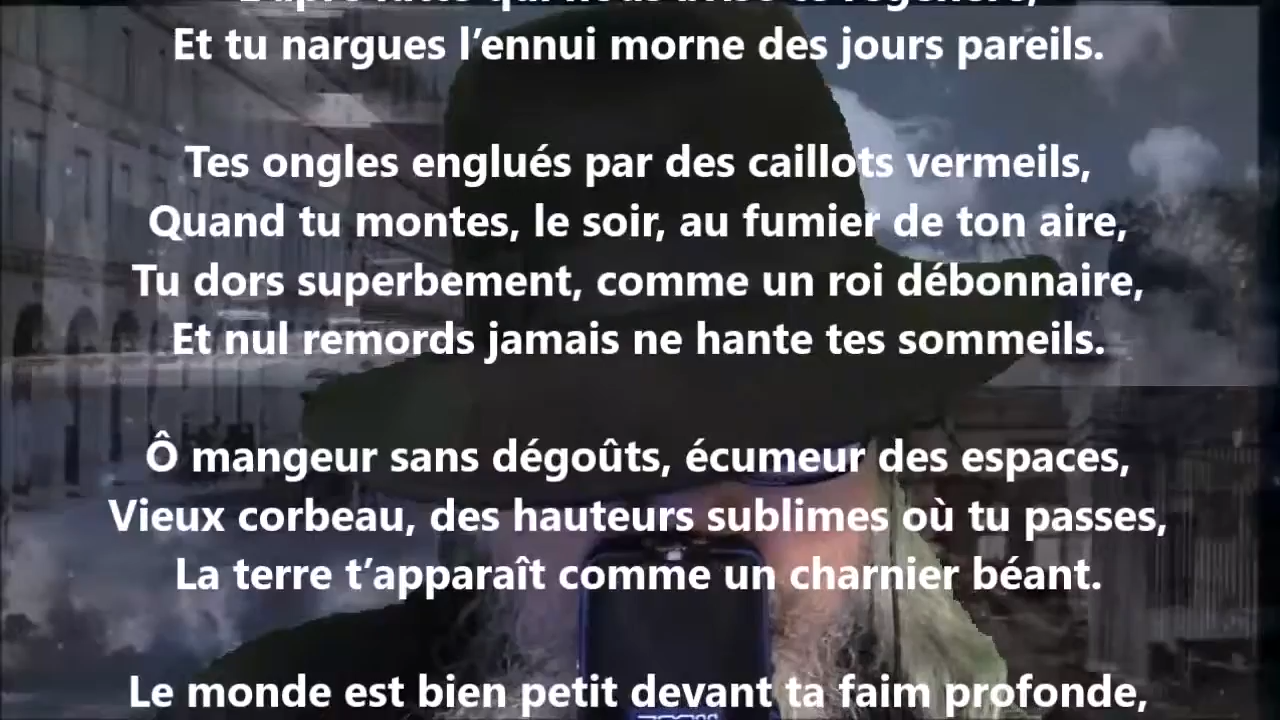 Et tu nargues l’ennui morne des jours pareils.
Tes ongles englués par des caillots vermeils,
Quand tu montes, le soir, au fumier de ton aire,
Tu dors superbement, comme un roi débonnaire,
Et nul remords jamais ne hante tes sommeils.
Ô mangeur sans dégoûts, écumeur des espaces,
Vieux corbeau, des hauteurs sublimes où tu passes,
La terre t’apparaît comme un charnier béant.
Le monde est bien petit devant ta faim profonde,